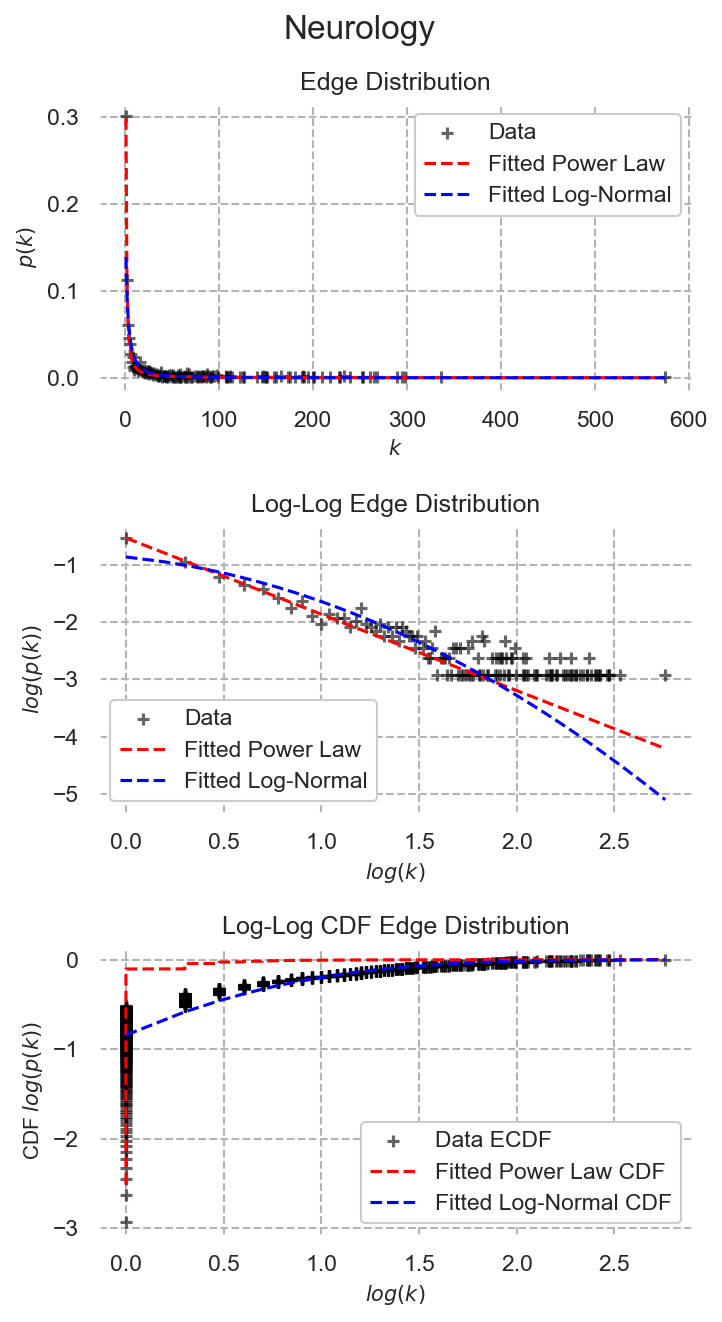 Neurology
Edge Distribution
0.3
0.2
0.1
0.0
p(k)
Data
Fitted Power Law
Fitted Log-Normal
0 100 200 300 400 500 600
k
Log-Log Edge Distribution
−1
−2
−3
−4
−5
log(p(k))
Data
Fitted Power Law
Fitted Log-Normal
0.0 0.5 1.0 1.5 2.0 2.5
log(k)
Log-Log CDF Edge Distribution
0
−1
−2
−3
CDF log(p(k))
Data ECDF
Fitted Power Law CDF
Fitted Log-Normal CDF
0.0 0.5 1.0 1.5 2.0 2.5
log(k)